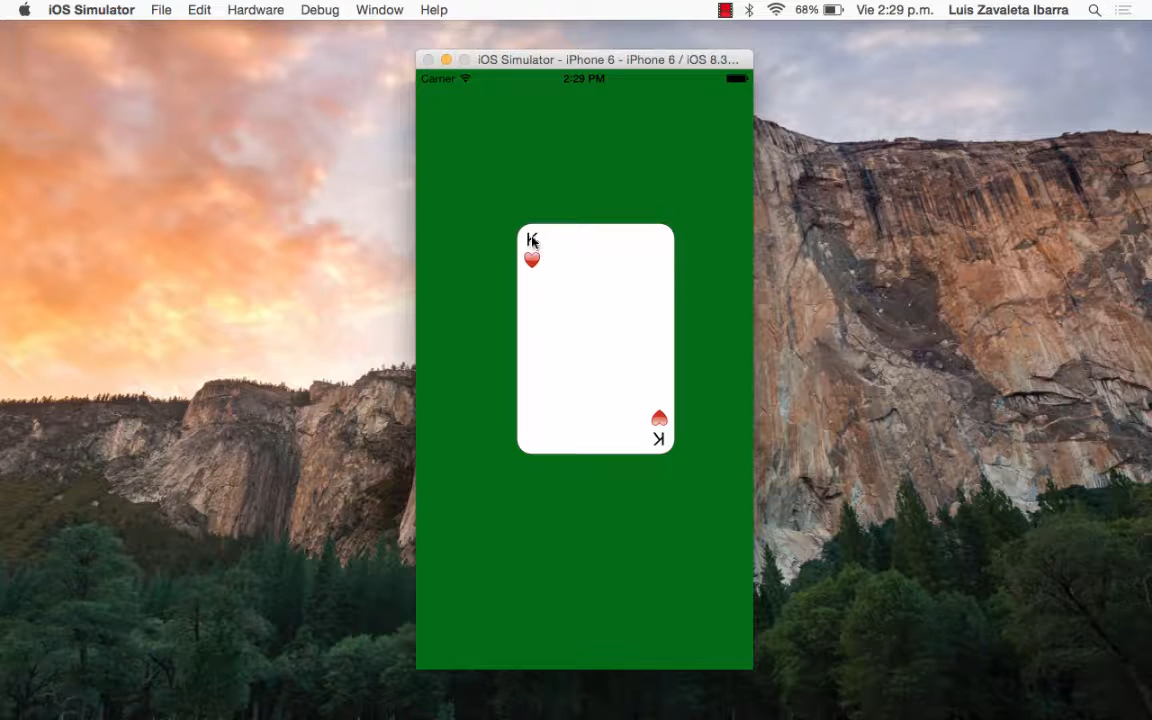 iOS Simulator File Edit Hardware Debug Window Help 68% Vie 2:29 p.m. Luis Zavaleta Ibarra
iOS Simulator - iPhone 6 - iPhone 6 / iOS 8.3...
Carrier 2:29 PM
K
K